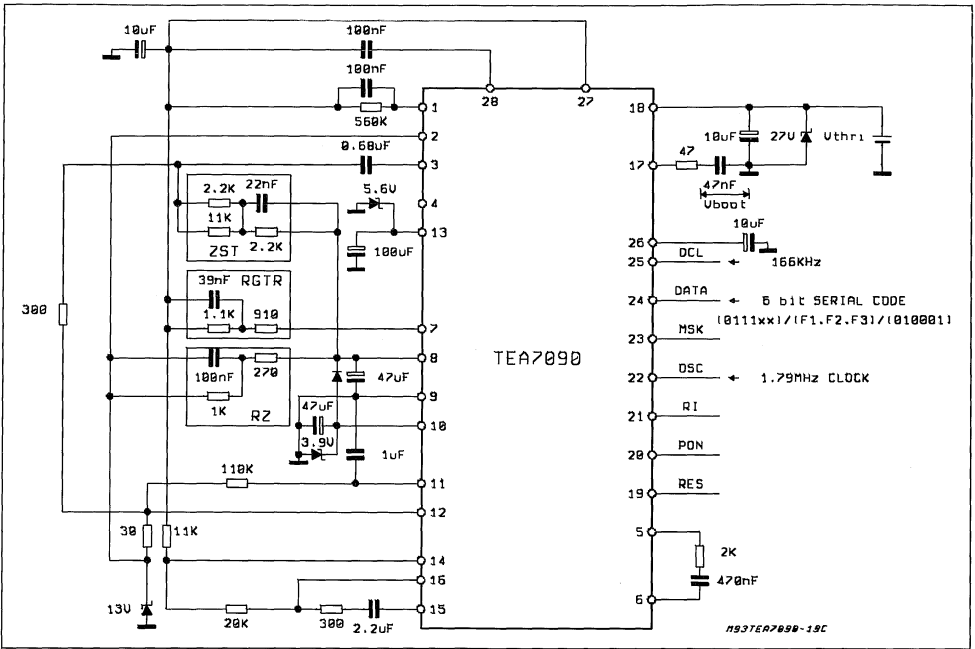 10uF
100nF
100nF
28
27
1
560K
18
2
10uF
27V
Vthri
0.68uF
3
47
17
2.2K
22nF
5.6V
4
47nF
Vboot
11K
2.2K
ZST
13
100uF
10uF
26
DCL
25
166KHz
39nF
RGTR
DATA
24
6 bit SERIAL CODE
300
1.1K
910
(0111xx)/(F1.F2.F3)/(010001)
7
MSK
23
TEA7090
8
100nF
270
OSC
22
1.79MHz CLOCK
47uF
1K
9
RZ
47uF
RI
21
10
3.9V
1uF
PON
20
110K
11
RES
19
12
30
11K
5
2K
14
16
470nF
13V
15
6
20K
300
2.2uF
M93TEA7090-19C